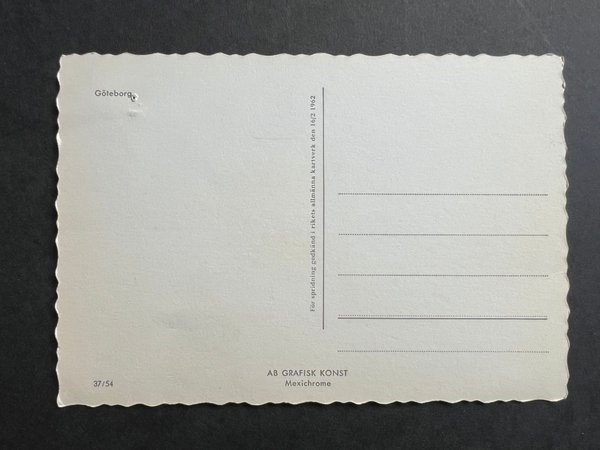 Göteborg.
För spridning godkänd i rikets allmänna kartverk den 16/2 1962
AB GRAFISK KONST
Mexichrome
37/54